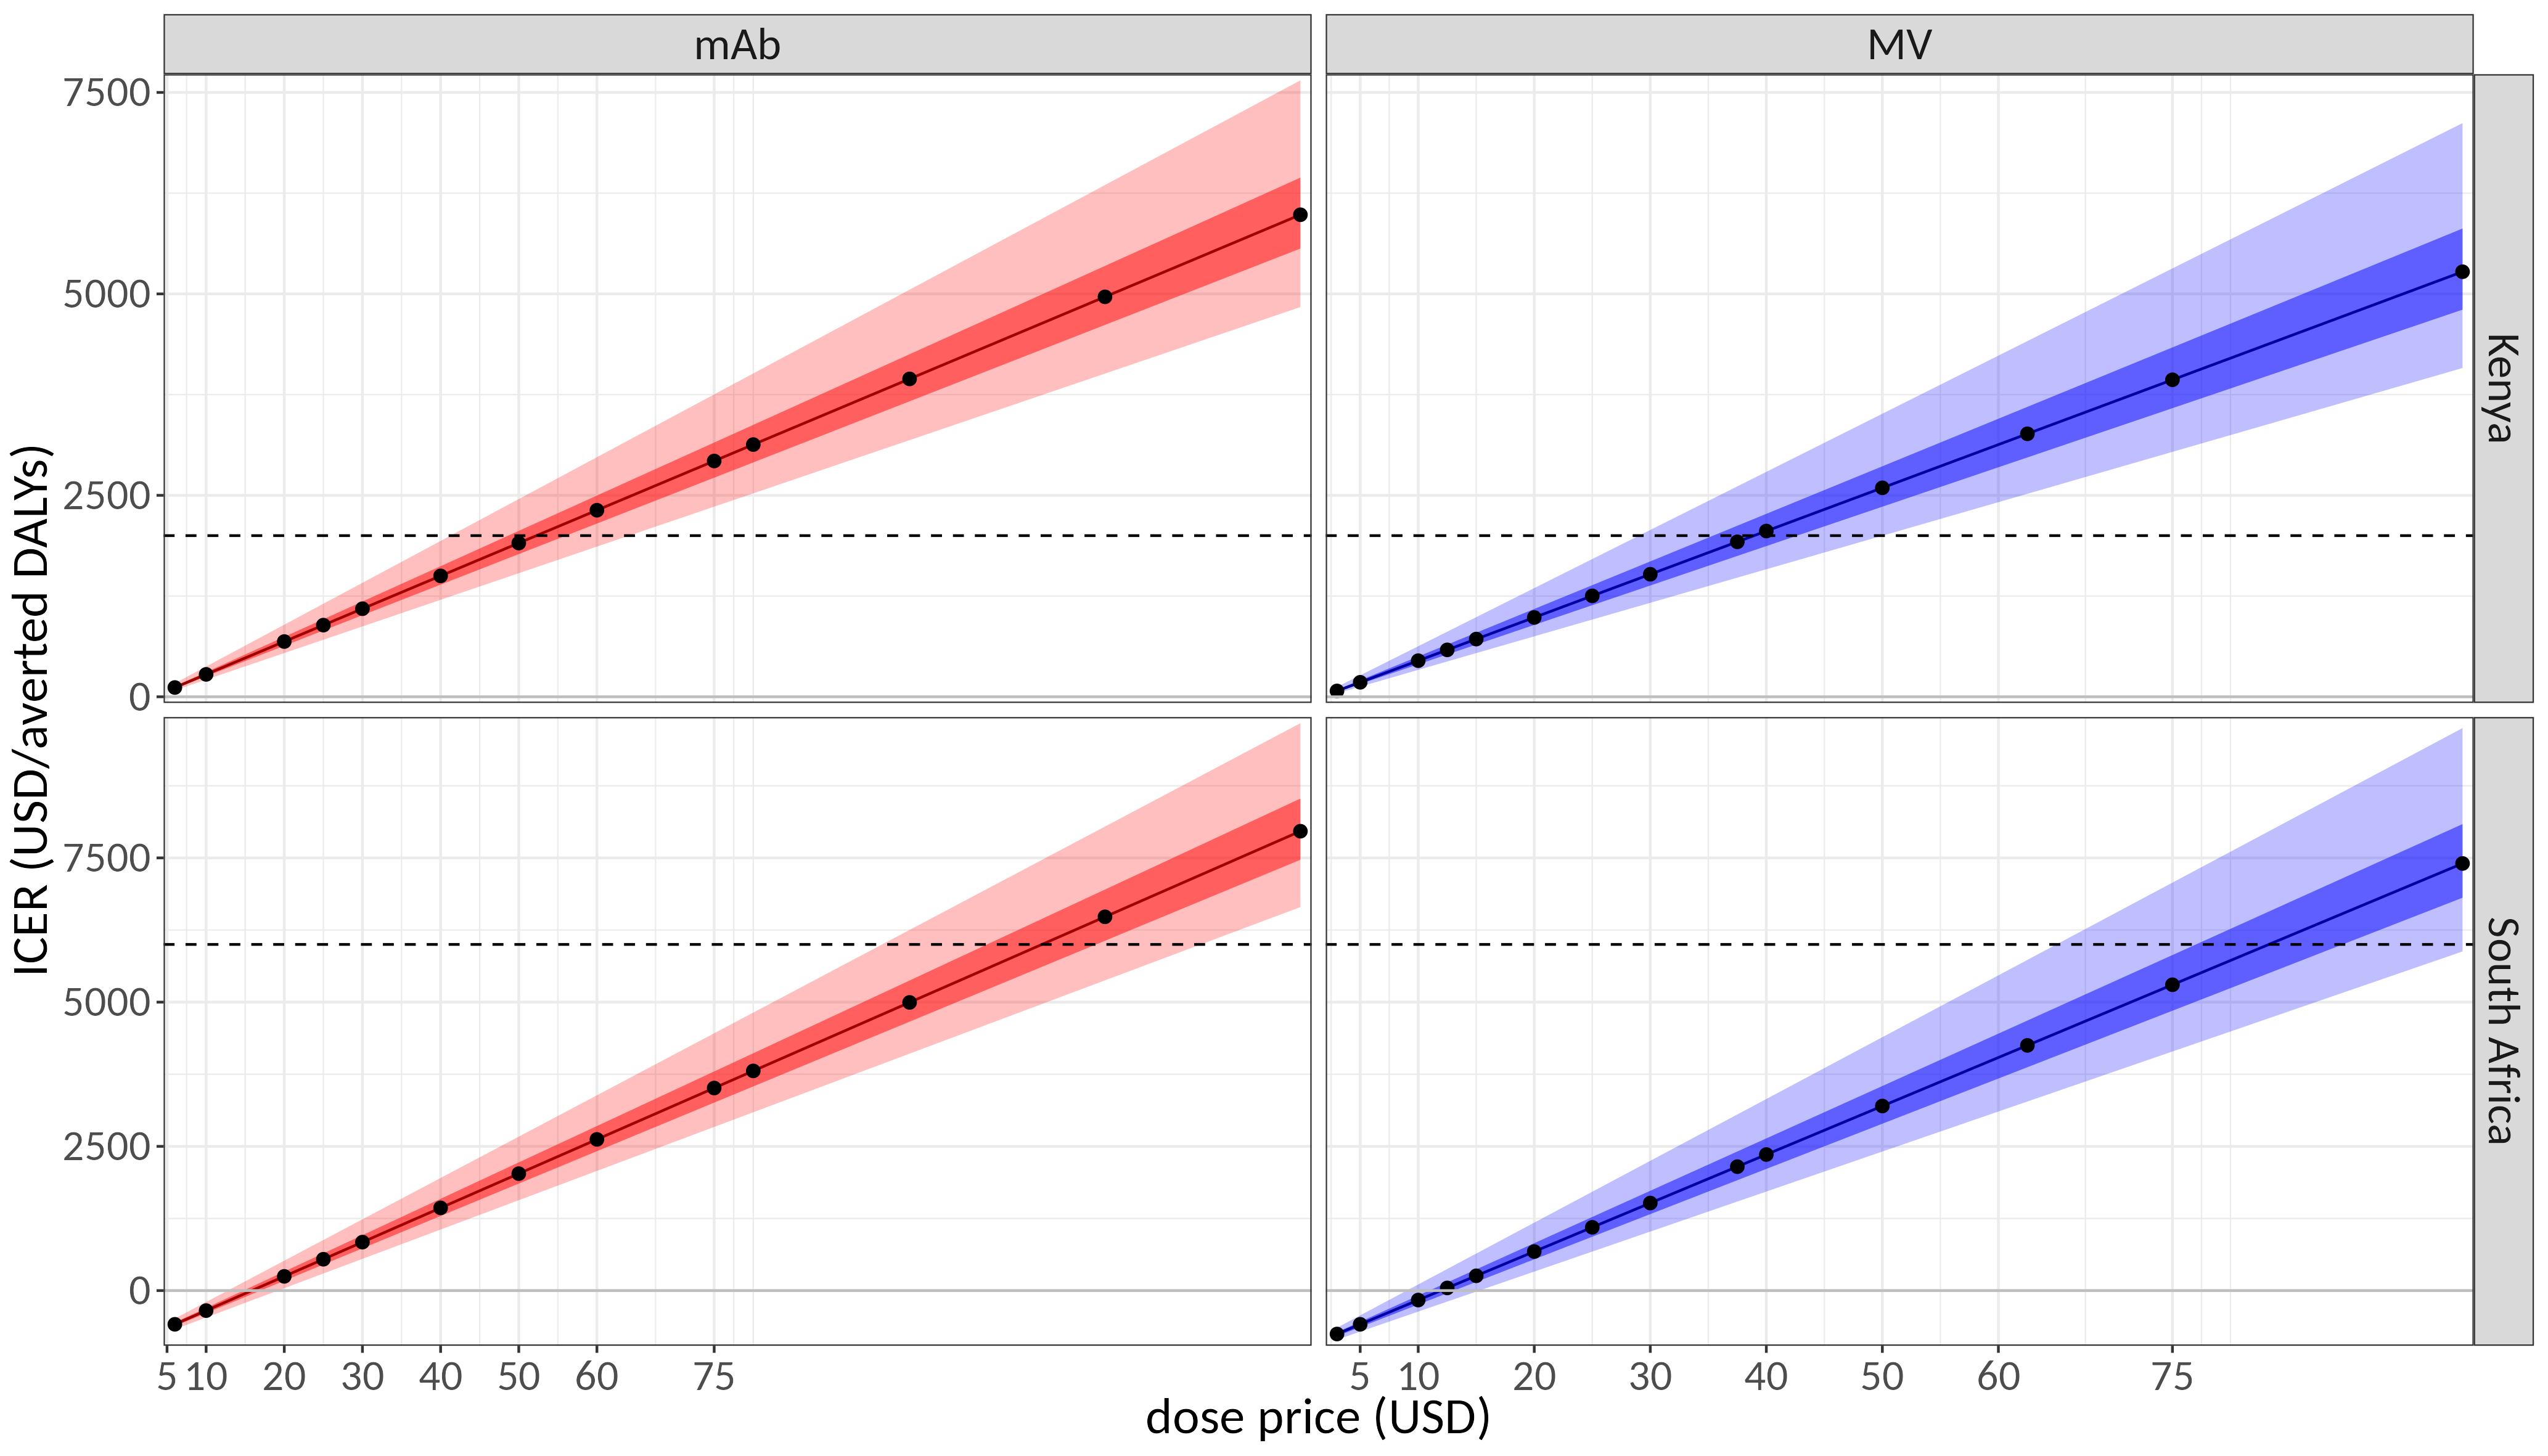 mAb
MV
ICER (USD/averted DALYs)
7500
5000
2500
0
Kenya
7500
5000
2500
0
South Africa
5 10 20 30 40 50 60 75
5 10 20 30 40 50 60 75
dose price (USD)